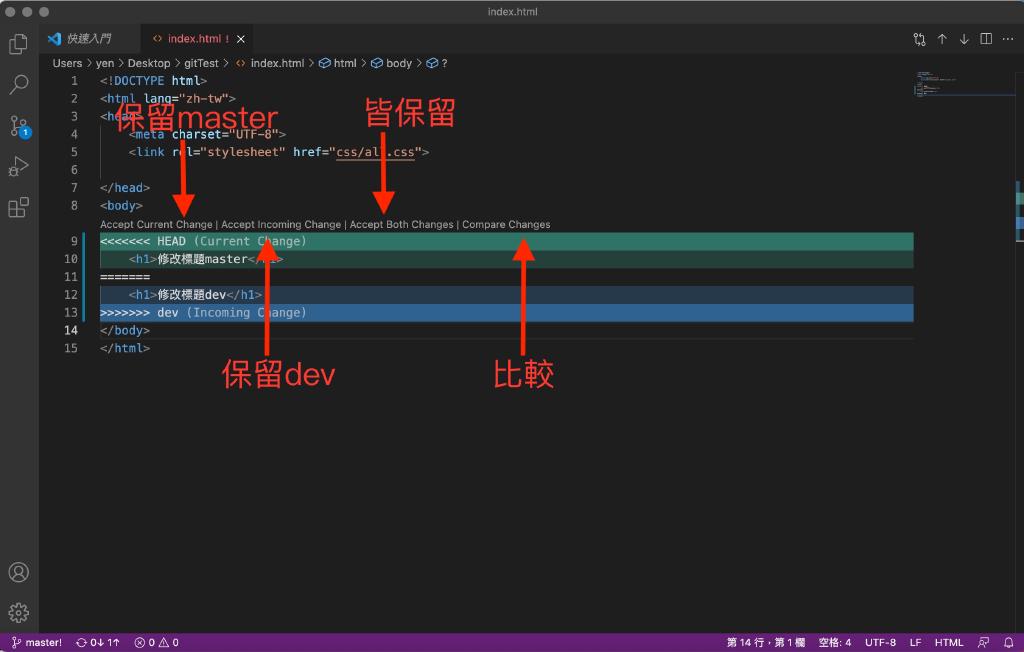 index.html
快速入門
index.html !
Users > yen > Desktop > gitTest > index.html > html > body > ?
1 <!DOCTYPE html>
2 <html lang="zh-tw">
3 <head>
保留master
皆保留
4 <meta charset="UTF-8">
5 <link rel="stylesheet" href="css/all.css">
6
7 </head>
8 <body>
Accept Current Change | Accept Incoming Change | Accept Both Changes | Compare Changes
9 <<<<<<< HEAD (Current Change)
10 <h1>修改標題master</h1>
11 =======
12 <h1>修改標題dev</h1>
13 >>>>>>> dev (Incoming Change)
14 </body>
15 </html>
保留dev
比較
1
master! 0↓ 1↑ 0 0 第 14 行，第 1 欄 空格: 4 UTF-8 LF HTML